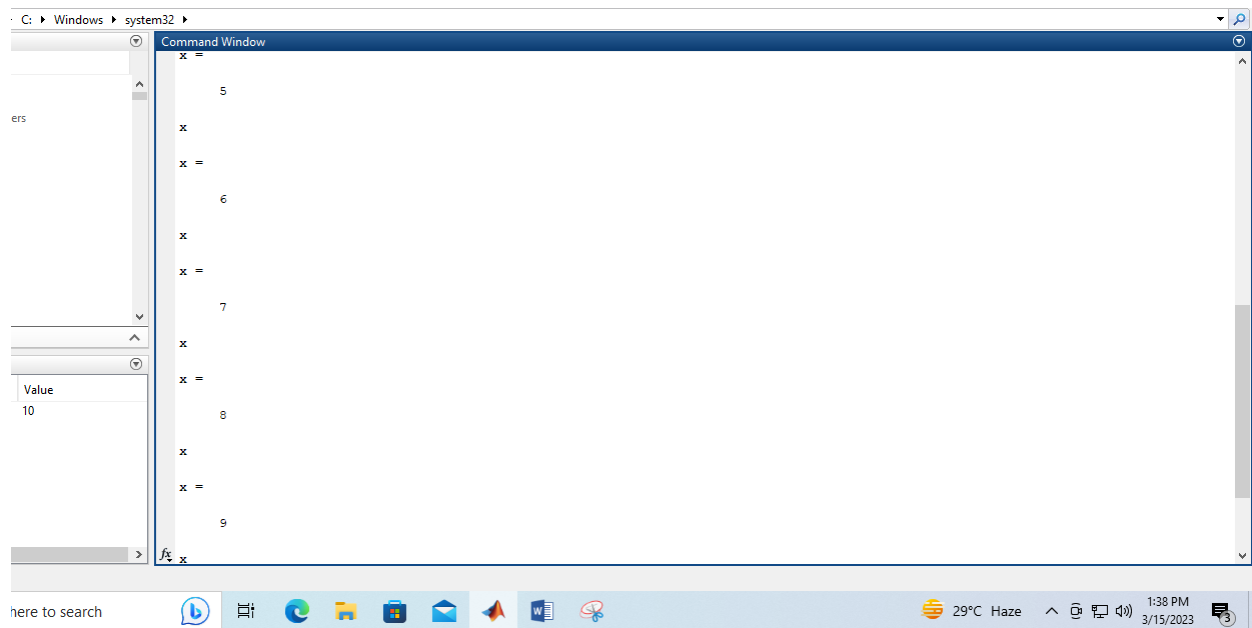 C: Windows system32
Command Window
x =
5
x
x =
6
x
x =
7
x
x =
8
x
x =
9
fx x
ers
Value
10
here to search
29°C Haze
1:38 PM
3/15/2023
3